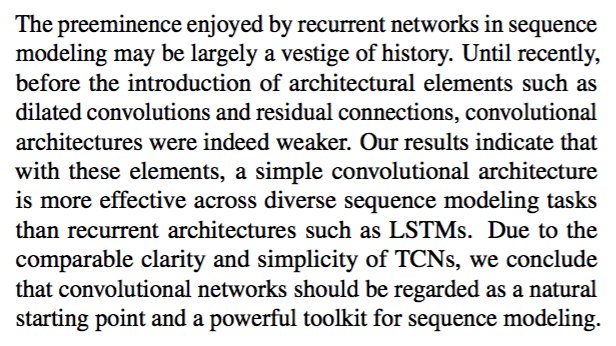 The preeminence enjoyed by recurrent networks in sequence
modeling may be largely a vestige of history. Until recently,
before the introduction of architectural elements such as
dilated convolutions and residual connections, convolutional
architectures were indeed weaker. Our results indicate that
with these elements, a simple convolutional architecture
is more effective across diverse sequence modeling tasks
than recurrent architectures such as LSTMs. Due to the
comparable clarity and simplicity of TCNs, we conclude
that convolutional networks should be regarded as a natural
starting point and a powerful toolkit for sequence modeling.